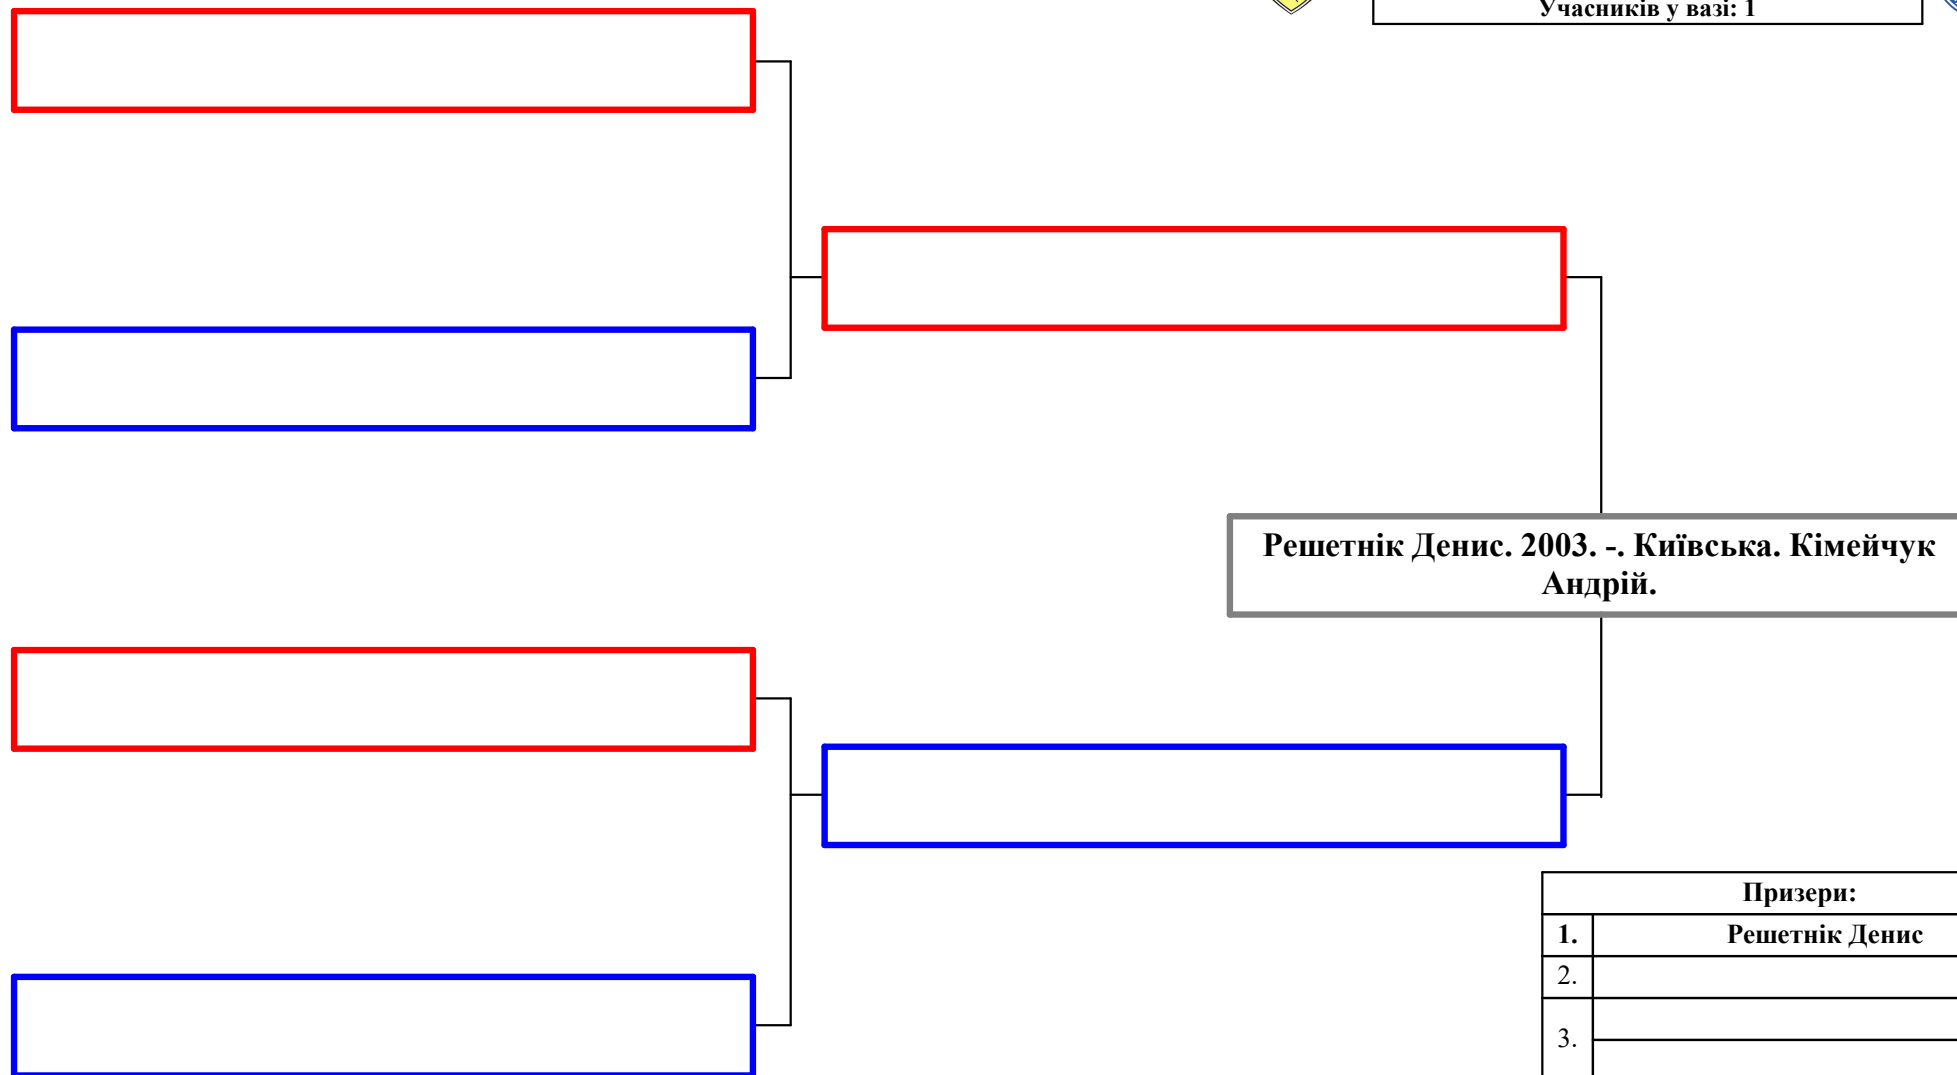 Учасників у вазі: 1
Решетнік Денис. 2003. -. Київська. Кімейчук
Андрій.
Призери:
1. Решетнік Денис
2.
3.